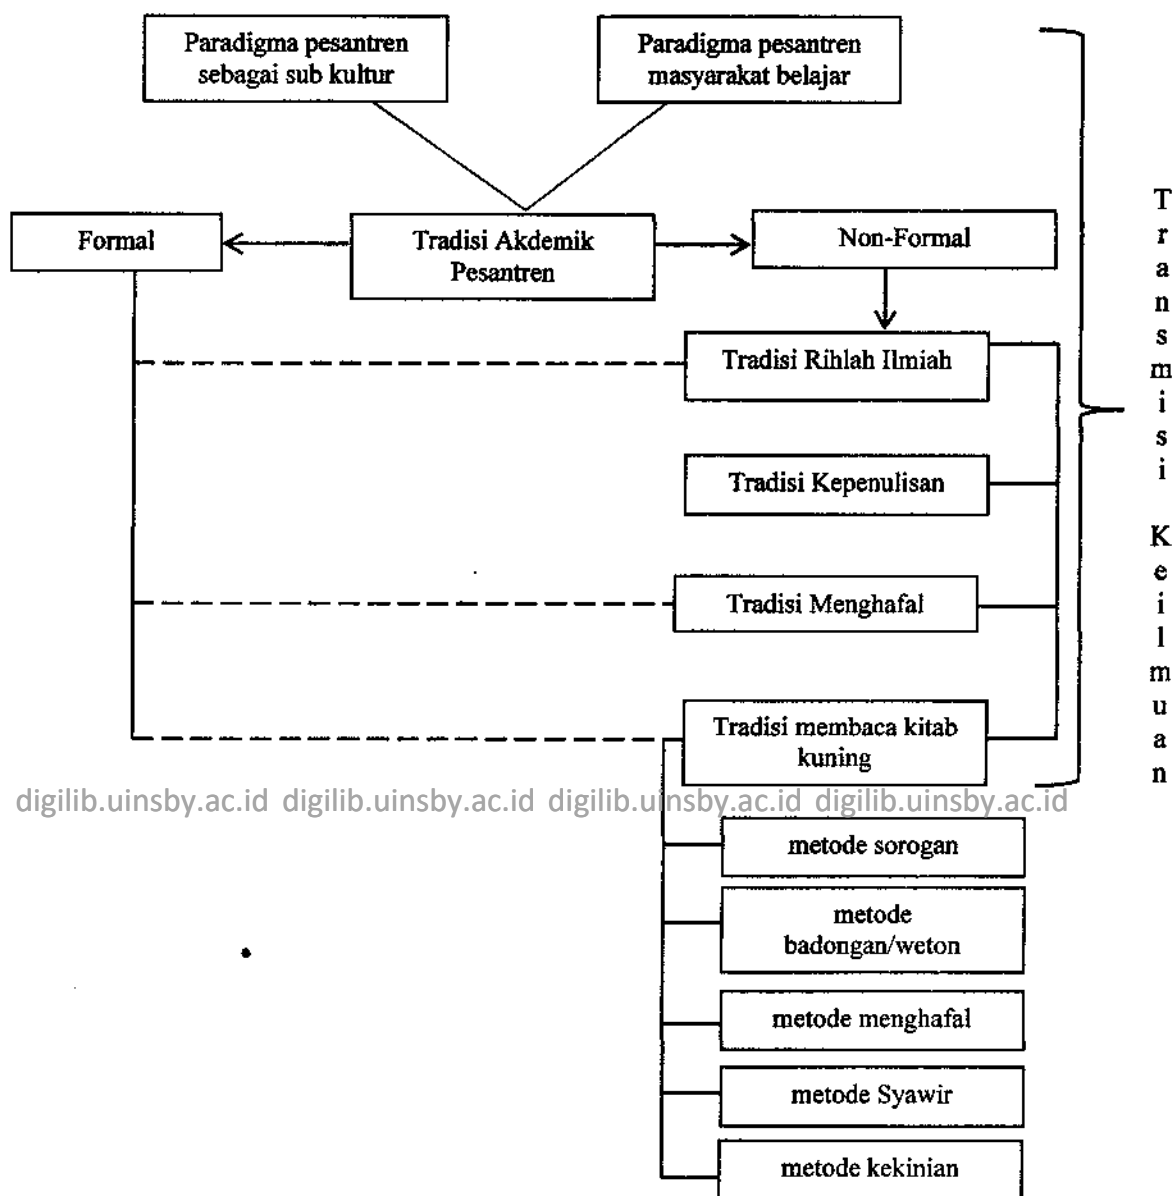 Paradigma pesantren
sebagai sub kultur
Paradigma pesantren
masyarakat belajar
Formal
Tradisi Akdemik
Pesantren
Non-Formal
Tradisi Rihlah Ilmiah
Tradisi Kepenulisan
Tradisi Menghafal
Tradisi membaca kitab
kuning
Transmisi Keilmuan
digilib.uinsby.ac.id digilib.uinsby.ac.id digilib.uinsby.ac.id digilib.uinsby.ac.id
metode sorogan
metode
badongan/weton
metode menghafal
metode Syawir
metode kekinian